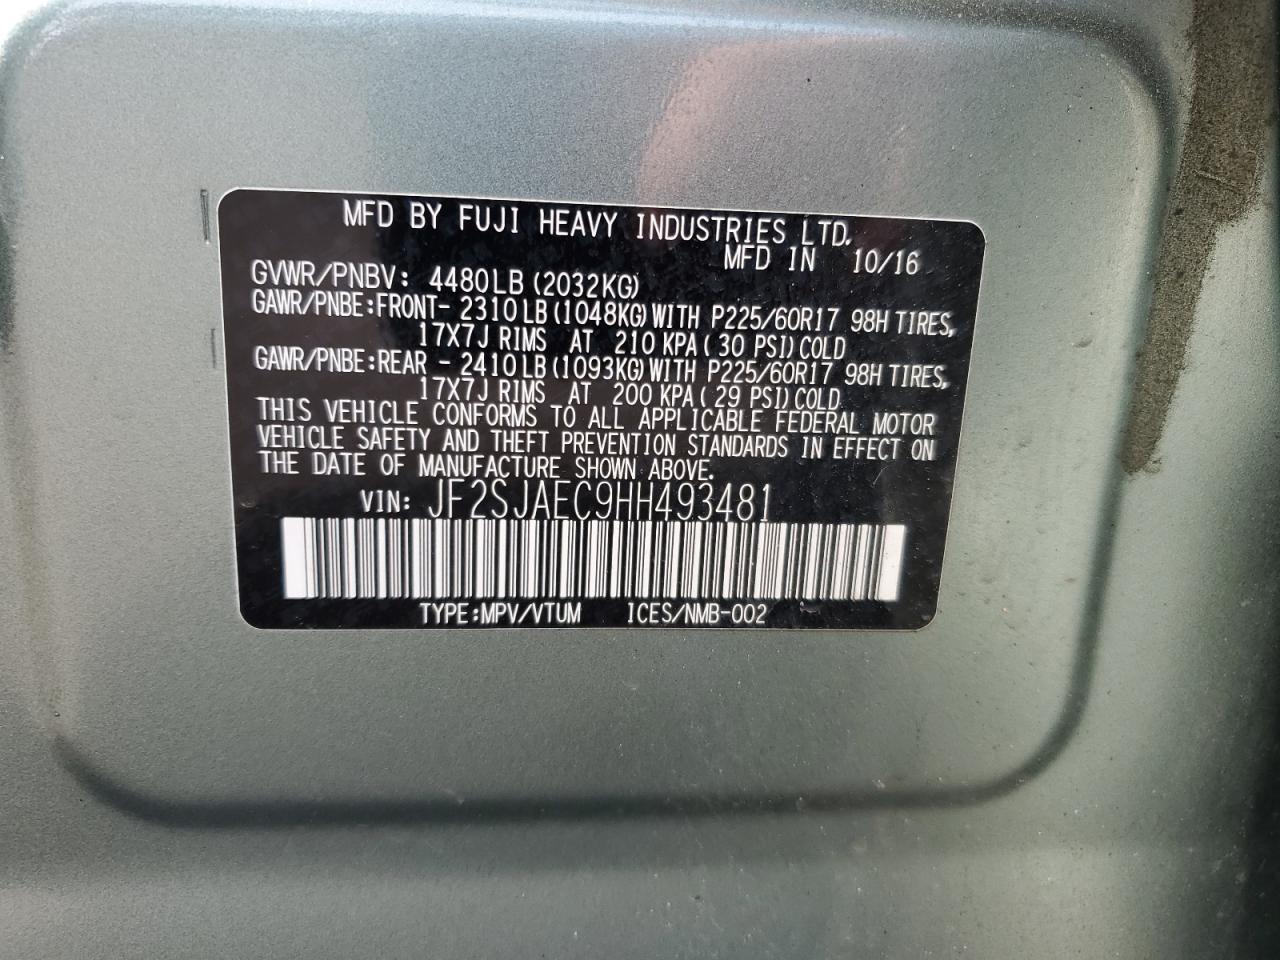 MFD BY FUJI HEAVY INDUSTRIES LTD.
MFD IN 10/16
GVWR/PNBV: 4480LB (2032KG)
GAWR/PNBE:FRONT- 2310LB (1048KG) WITH P225/60R17 98H TIRES,
17X7J RIMS AT 210 KPA (30 PSI) COLD
GAWR/PNBE:REAR - 2410LB (1093KG) WITH P225/60R17 98H TIRES,
17X7J RIMS AT 200 KPA (29 PSI) COLD
THIS VEHICLE CONFORMS TO ALL APPLICABLE FEDERAL MOTOR
VEHICLE SAFETY AND THEFT PREVENTION STANDARDS IN EFFECT ON
THE DATE OF MANUFACTURE SHOWN ABOVE.
VIN: JF2SJAEC9HH493481
TYPE:MPV/VTUM ICES/NMB-002